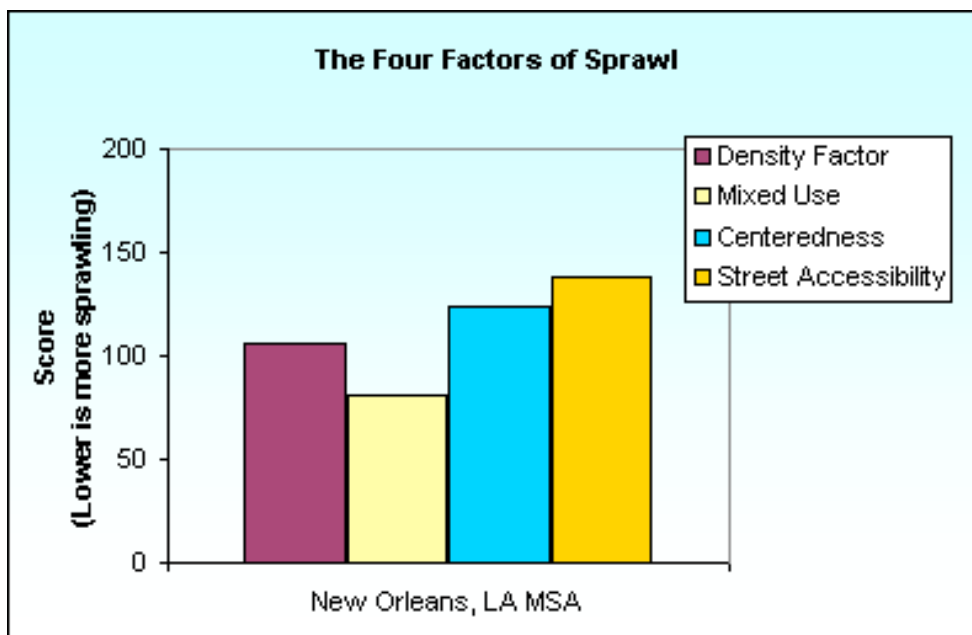 The Four Factors of Sprawl
Score
(Lower is more sprawling)
200
150
100
50
0
Density Factor
Mixed Use
Centeredness
Street Accessibility
New Orleans, LA MSA